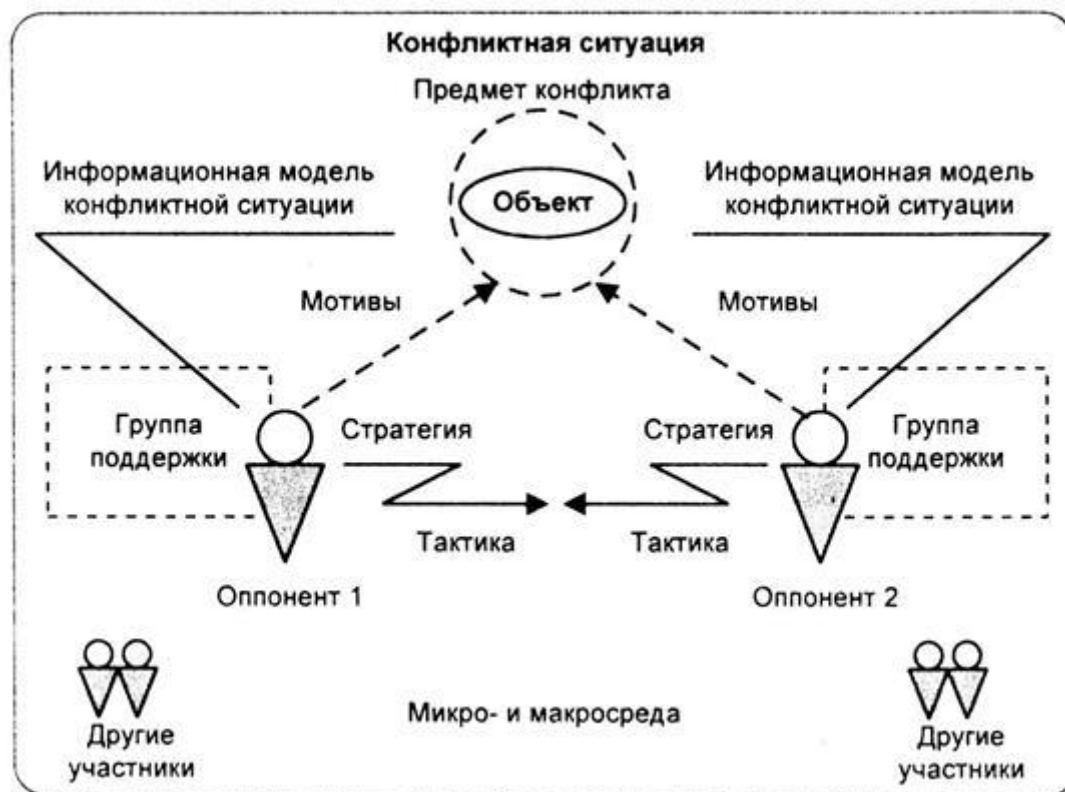 Конфликтная ситуация
Предмет конфликта
Информационная модель
конфликтной ситуации
Объект
Информационная модель
конфликтной ситуации
Мотивы
Мотивы
Группа
поддержки
Стратегия
Стратегия
Группа
поддержки
Тактика
Тактика
Оппонент 1
Оппонент 2
Микро- и макросреда
Другие
участники
Другие
участники